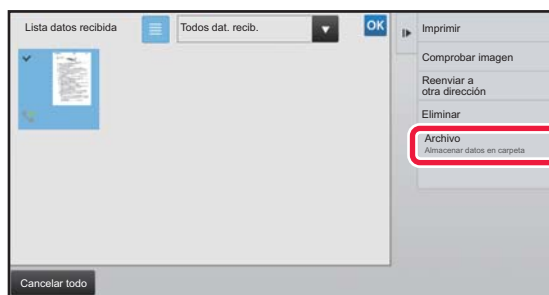 Lista datos recibida
Todos dat. recib.
OK
Imprimir
Comprobar imagen
Reenviar a
otra dirección
Eliminar
Archivo
Almacenar datos en carpeta
Cancelar todo